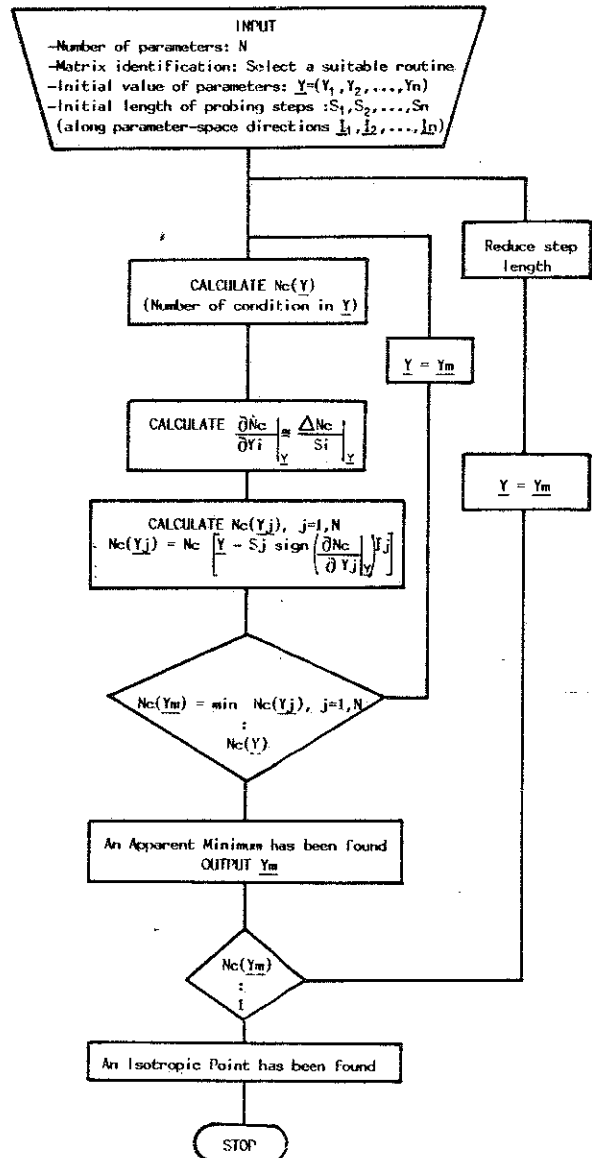 INPUT
-Number of parameters: N
-Matrix identification: Select a suitable routine
-Initial value of parameters: Y=(Y₁,Y₂,...,Yn)
-Initial length of probing steps :S₁,S₂,...,Sn
(along parameter-space directions I₁,I₂,...,In)
Reduce step
length
CALCULATE Nc(Y)
(Number of condition in Y)
Y = Ym
CALCULATE ∂Nc/∂Yi |Y ≈ ΔNc/Si |Y
Y = Ym
CALCULATE Nc(Yj), j=1,N
Nc(Yj) = Nc [Y - Sj sign(∂Nc/∂Yj |Y) Ij]
Nc(Ym) = min Nc(Yj), j=1,N
:
Nc(Y)
An Apparent Minimum has been found
OUTPUT Ym
Nc(Ym)
:
1
An Isotropic Point has been found
STOP